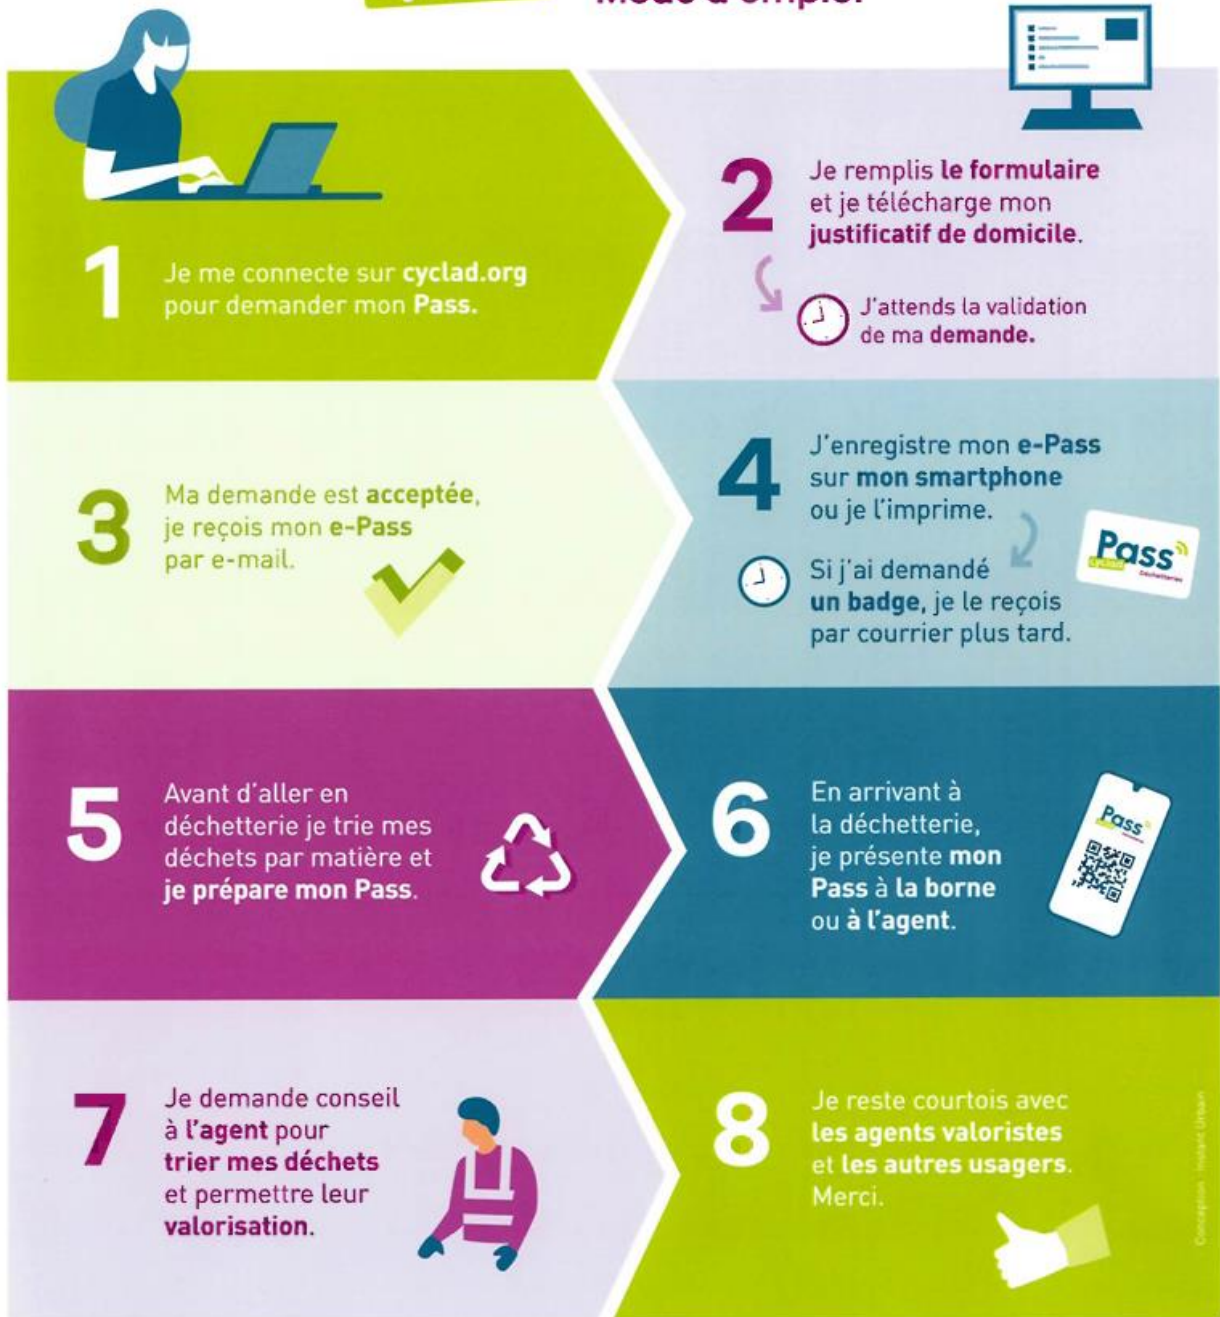 Mode d'emploi
1
Je me connecte sur cyclad.org
pour demander mon Pass.
2
Je remplis le formulaire
et je télécharge mon
justificatif de domicile.
J'attends la validation
de ma demande.
3
Ma demande est acceptée,
je reçois mon e-Pass
par e-mail.
4
J'enregistre mon e-Pass
sur mon smartphone
ou je l'imprime.
Si j'ai demandé
un badge, je le reçois
par courrier plus tard.
Pass
cyclad
Déchetteries
5
Avant d'aller en
déchetterie je trie mes
déchets par matière et
je prépare mon Pass.
6
En arrivant à
la déchetterie,
je présente mon
Pass à la borne
ou à l'agent.
Pass
7
Je demande conseil
à l'agent pour
trier mes déchets
et permettre leur
valorisation.
8
Je reste courtois avec
les agents valoristes
et les autres usagers.
Merci.
Conception : Instant Urbain